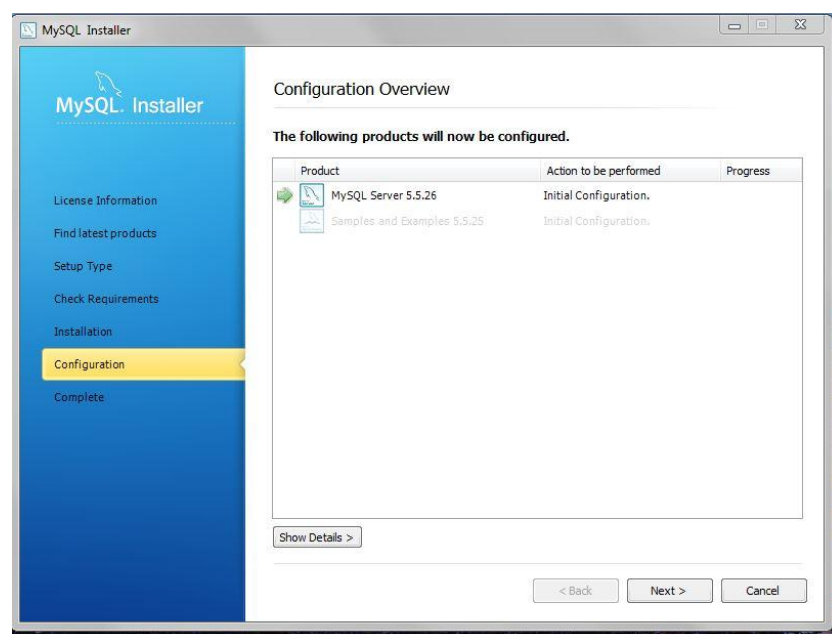 MySQL Installer
MySQL. Installer
License Information
Find latest products
Setup Type
Check Requirements
Installation
Configuration
Complete
Configuration Overview
The following products will now be configured.
Product Action to be performed Progress
MySQL Server 5.5.26 Initial Configuration.
Samples and Examples 5.5.25 Initial Configuration.
Show Details >
< Back Next > Cancel